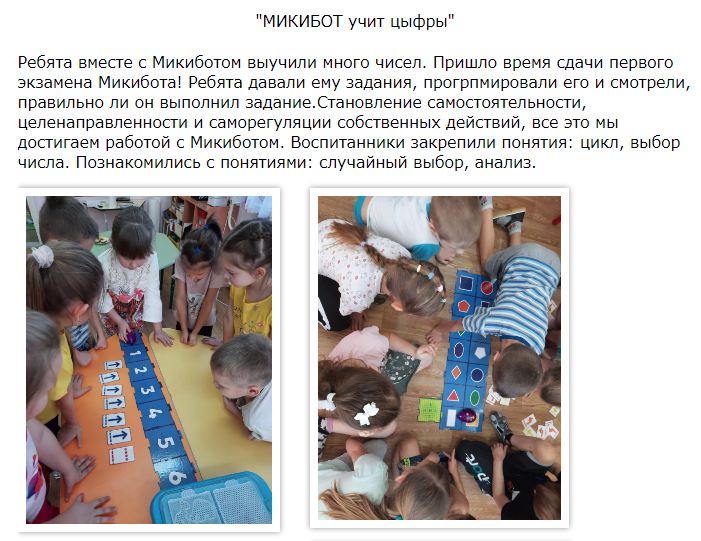 "МИКИБОТ учит цыфры"
Ребята вместе с Микиботом выучили много чисел. Пришло время сдачи первого
экзамена Микибота! Ребята давали ему задания, прогрпмировали его и смотрели,
правильно ли он выполнил задание.Становление самостоятельности,
целенаправленности и саморегуляции собственных действий, все это мы
достигаем работой с Микиботом. Воспитанники закрепили понятия: цикл, выбор
числа. Познакомились с понятиями: случайный выбор, анализ.
1
2
3
4
5
6